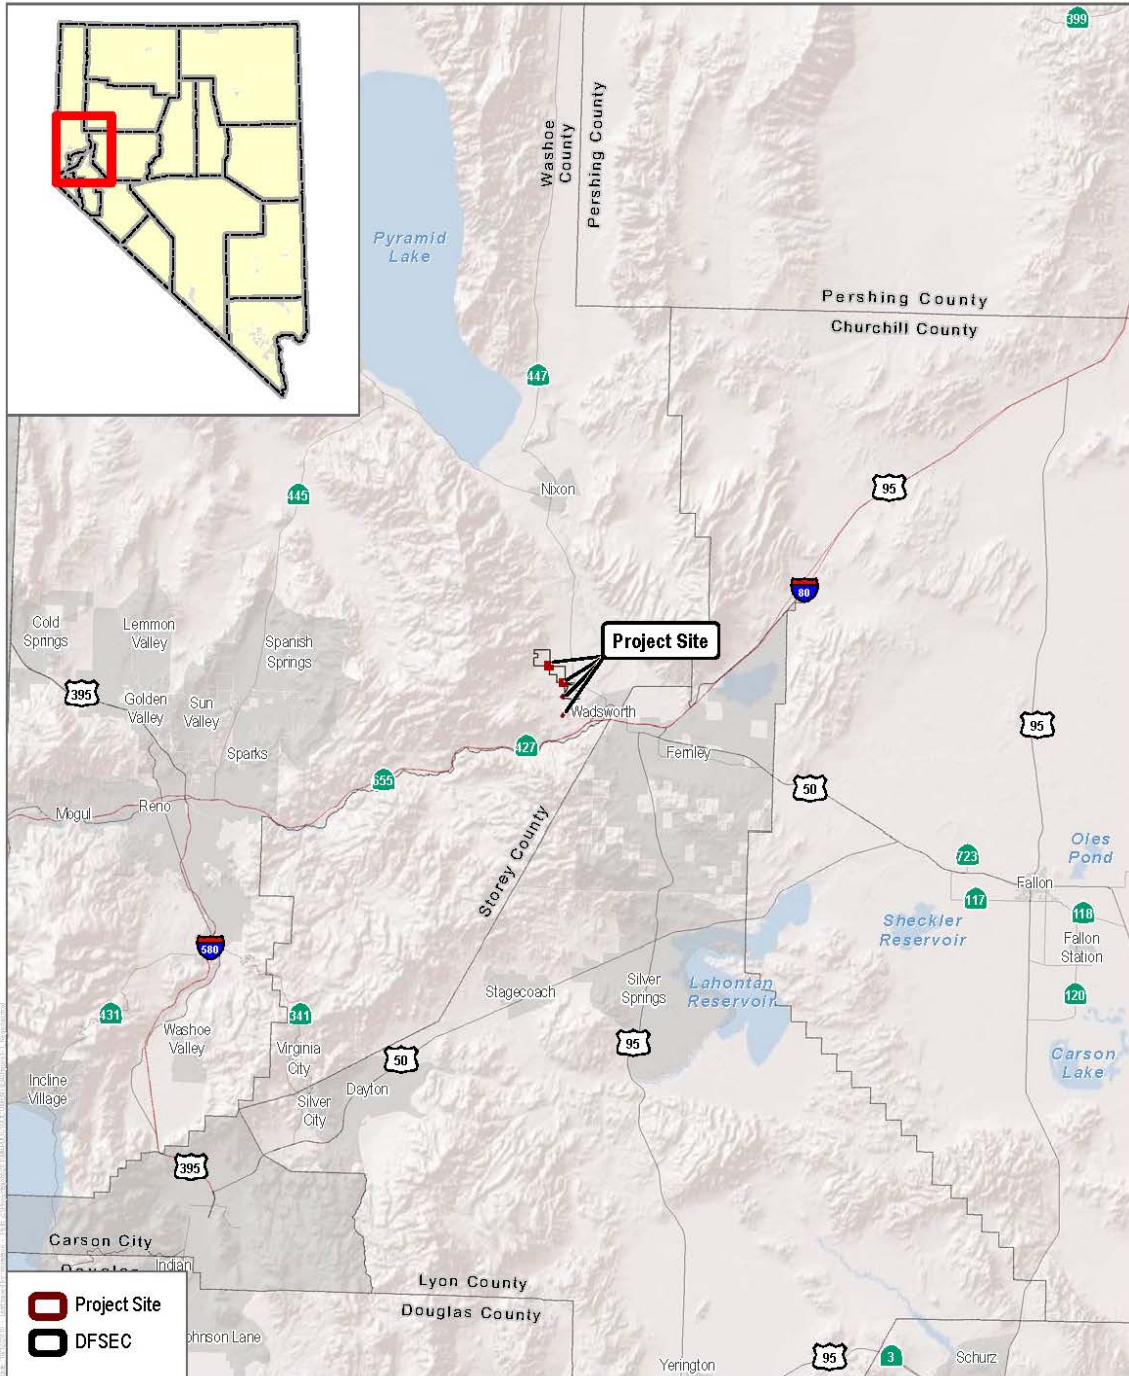 399
Washoe
County
Pershing County
Pyramid
Lake
Pershing County
Churchill County
447
95
445
Nixon
80
Cold
Springs
Lemmon
Valley
Spanish
Springs
Project Site
395
Golden
Valley
Sun
Valley
Wadsworth
95
427
Sparks
Fernley
655
50
Mogul
Reno
Storey County
Oles
Pond
723
Fallon
117
118
Sheckler
Reservoir
Fallon
Station
580
Silver
Springs
Lahontan
Reservoir
Stagecoach
120
431
341
Washoe
Valley
Virginia
City
95
50
Carson
Lake
Incline
Village
Dayton
Silver
City
395
Carson City
Douglas
Indian
Lyon County
Douglas County
Project Site
DFSEC
ohnson Lane
Yerington
95
3
Schurz